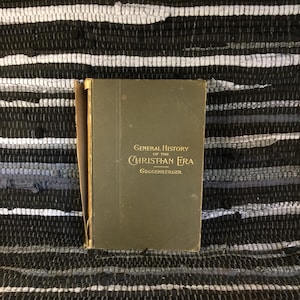 GENERAL HISTORY
OF THE
CHRISTIAN ERA
GUGGENBERGER